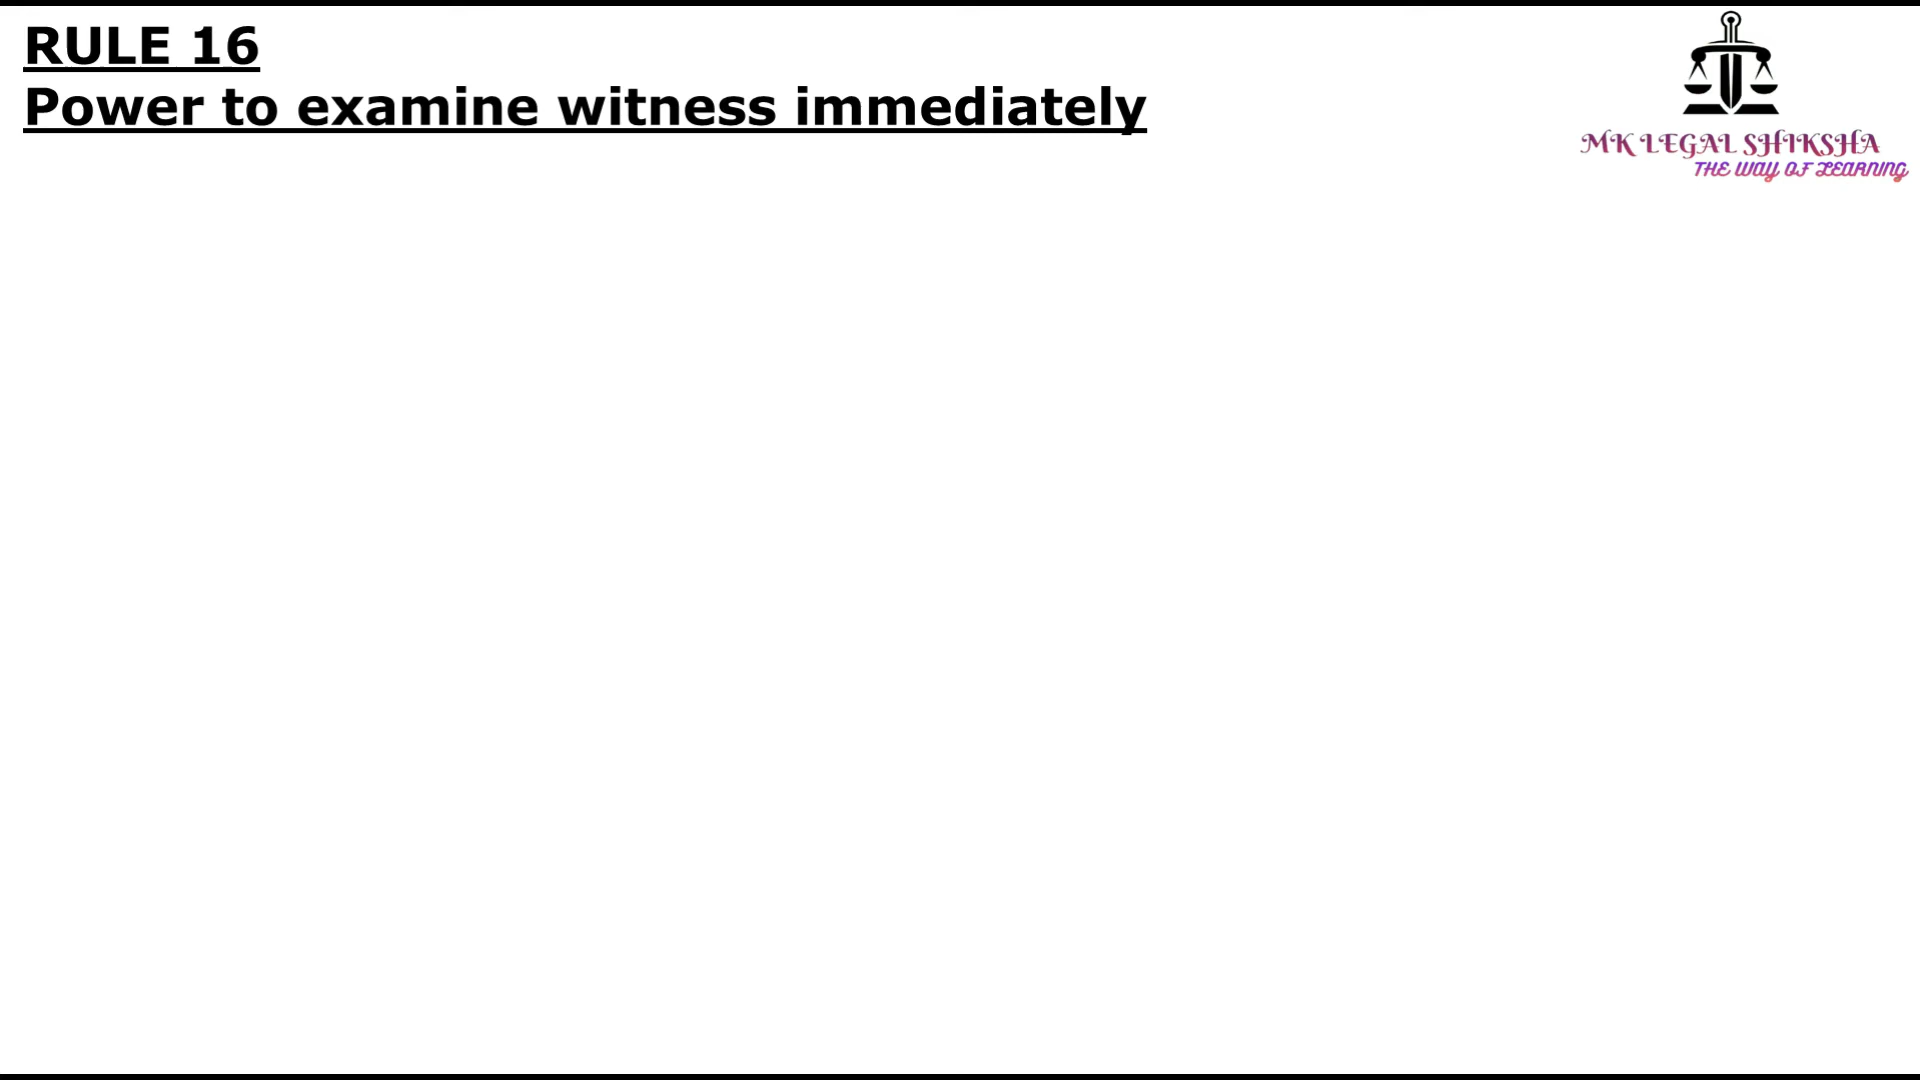 RULE 16
Power to examine witness immediately
MK LEGAL SHIKSHA
THE WAY OF LEARNING